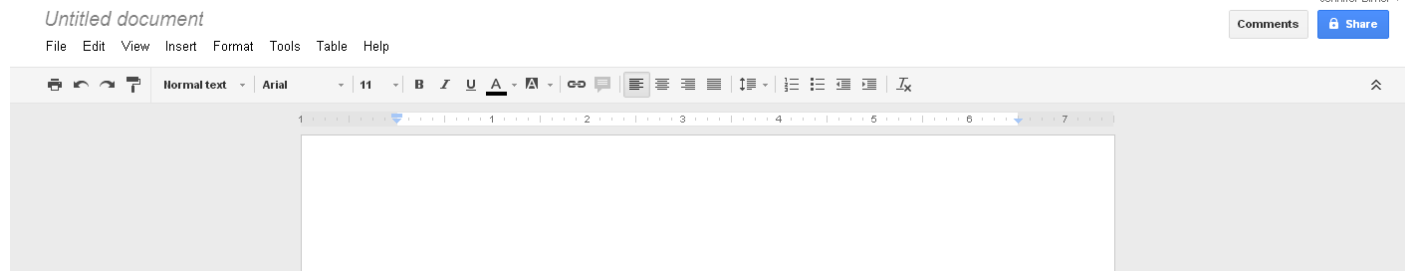 Untitled document
Comments
Share
File Edit View Insert Format Tools Table Help
Normal text Arial 11 B I U A A
1 1 2 3 4 5 6 7